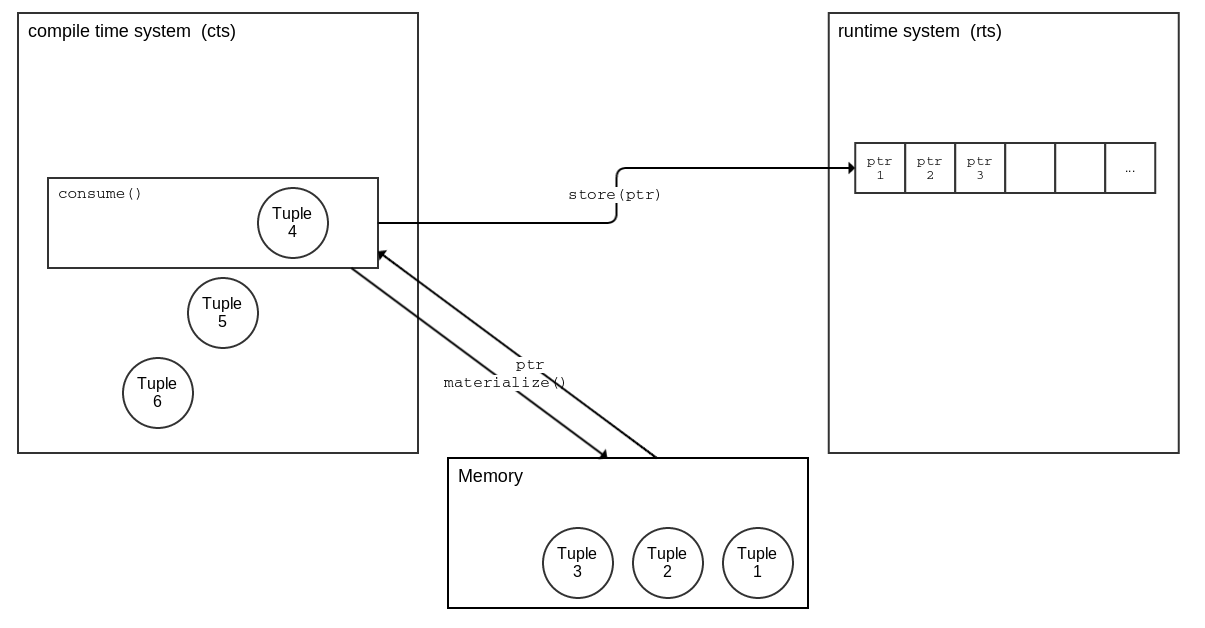 compile time system  (cts)
runtime system  (rts)
ptr
1
ptr
2
ptr
3
...
consume()
Tuple
4
store(ptr)
Tuple
5
Tuple
6
ptr
materialize()
Memory
Tuple
3
Tuple
2
Tuple
1